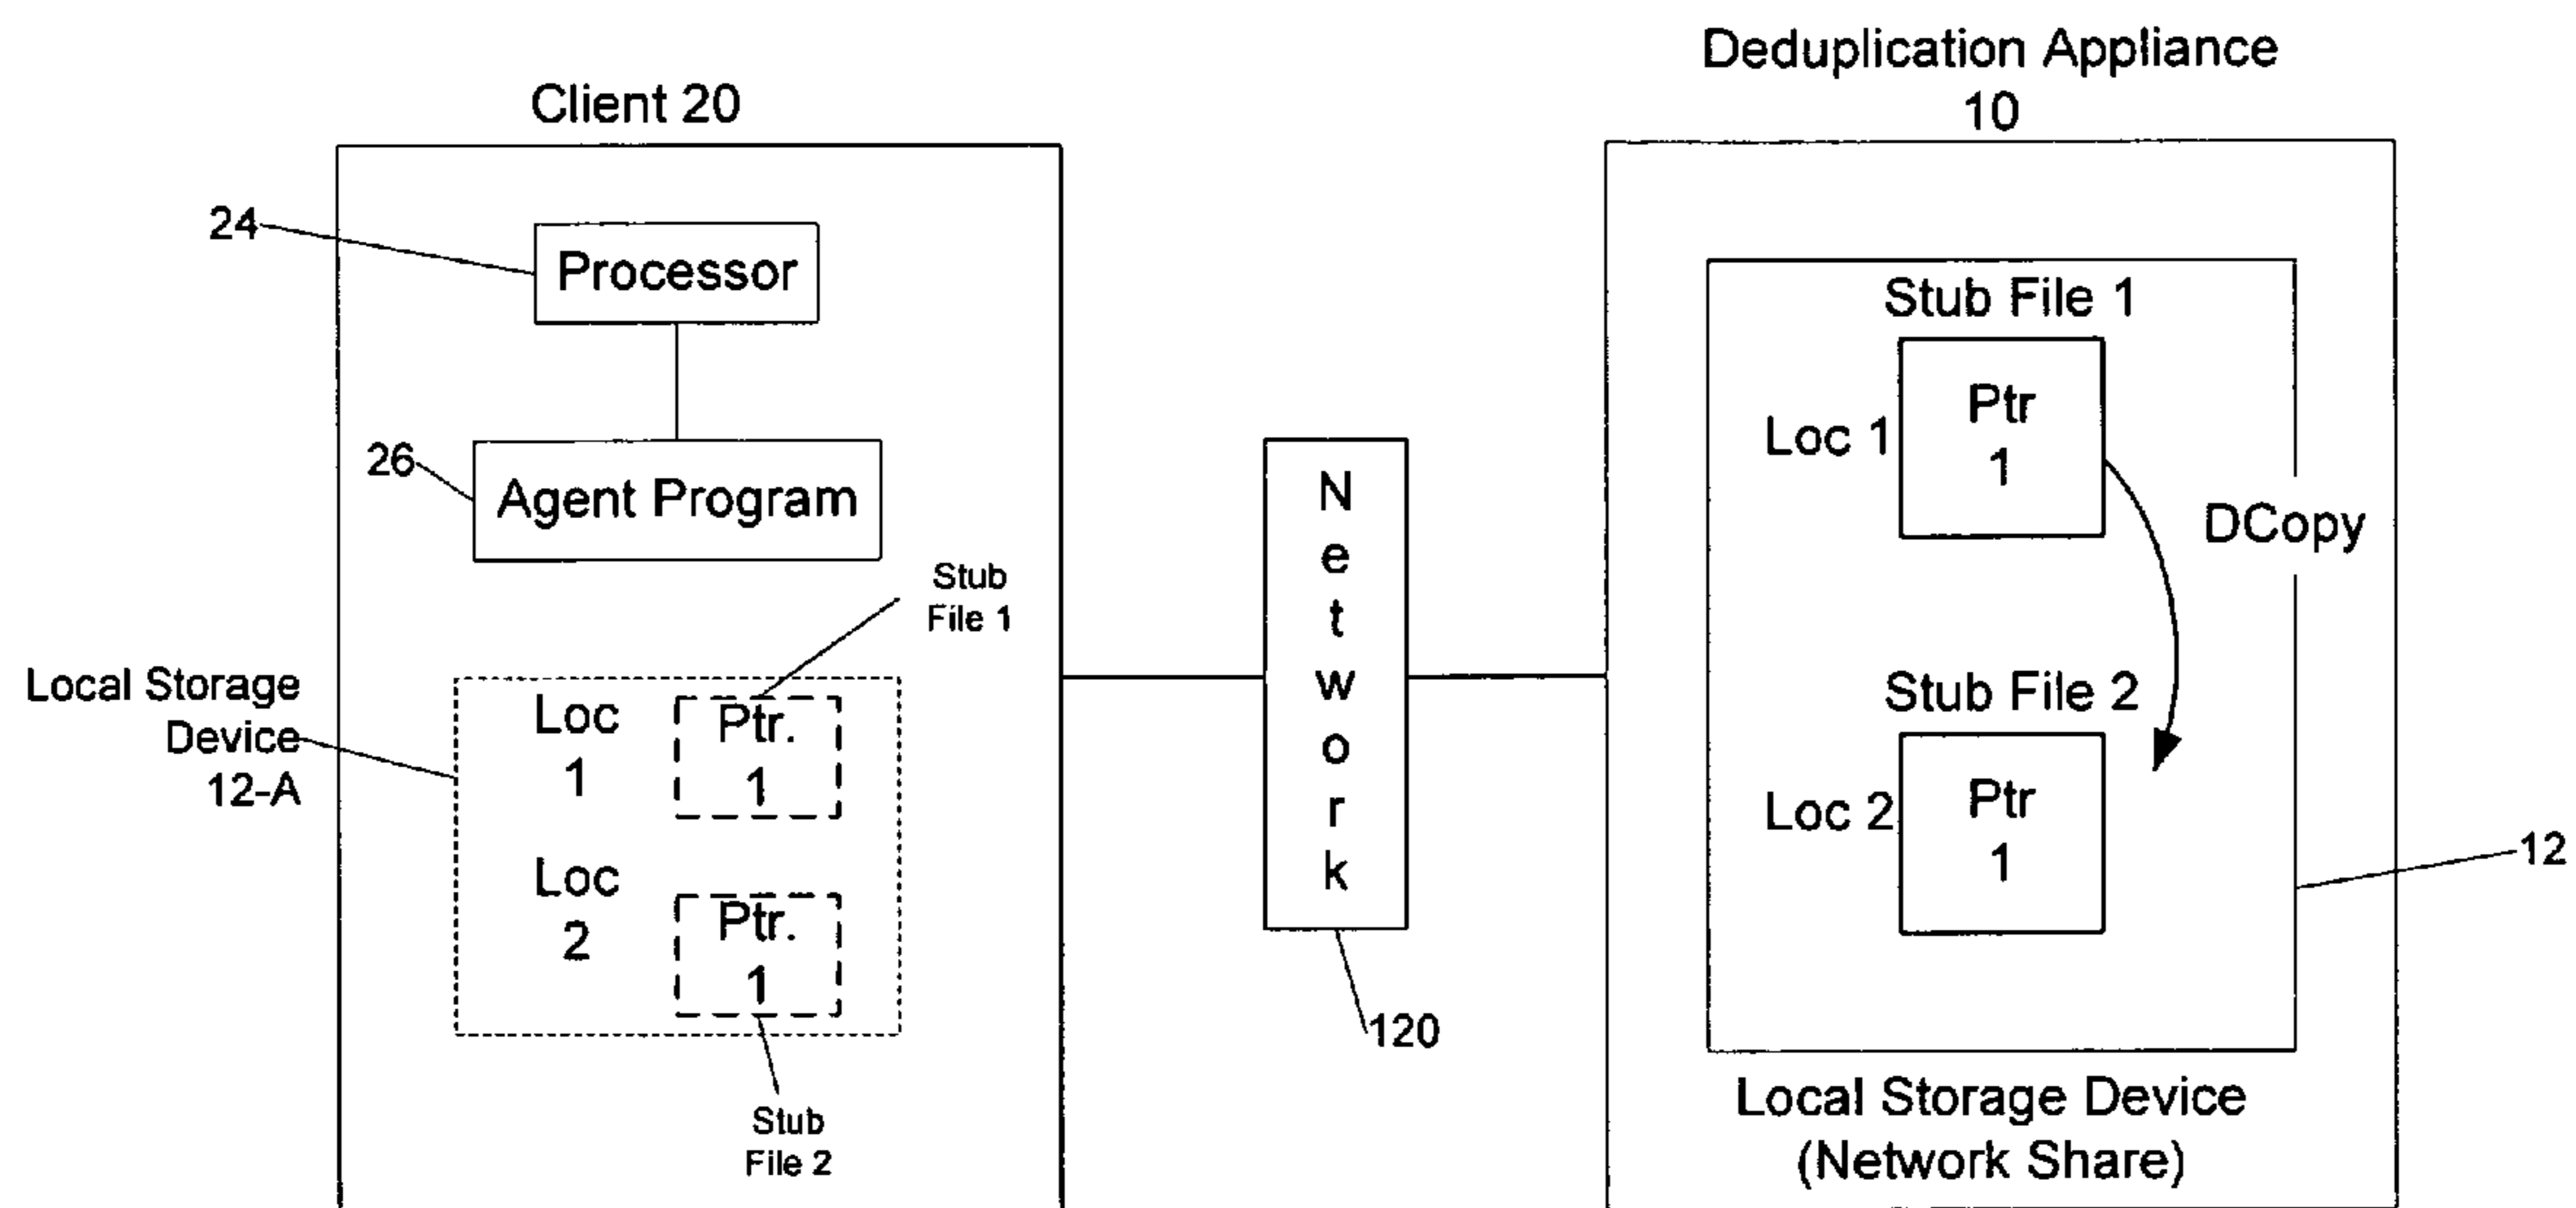 Deduplication Appliance
10
Client 20
24
Processor
26
Agent Program
Stub
File 1
Local Storage
Device
12-A
Loc
1
Ptr.
1
Loc
2
Ptr.
1
Stub
File 2
N
e
t
w
o
r
k
120
Stub File 1
Loc 1
Ptr
1
DCopy
Stub File 2
Loc 2
Ptr
1
12
Local Storage Device
(Network Share)